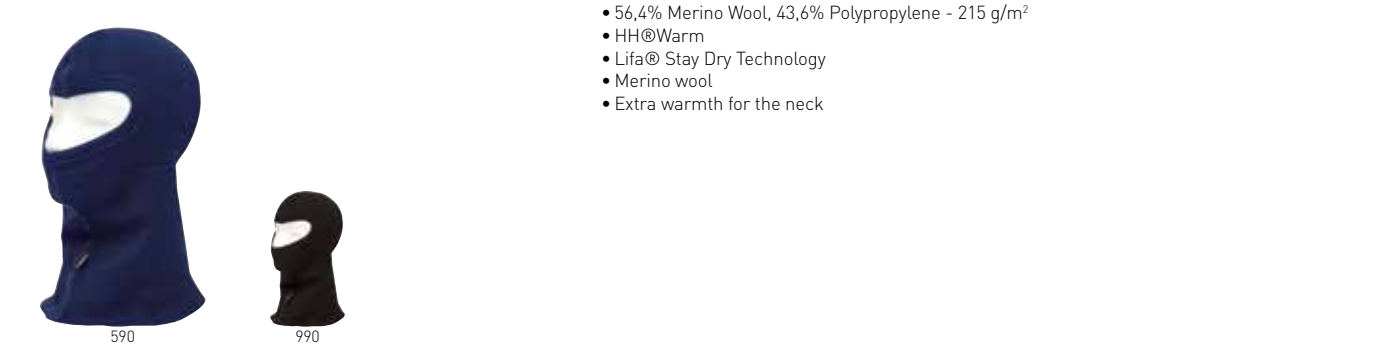 • 56,4% Merino Wool, 43,6% Polypropylene - 215 g/m²
• HH®Warm
• Lifa® Stay Dry Technology
• Merino wool
• Extra warmth for the neck
590
990